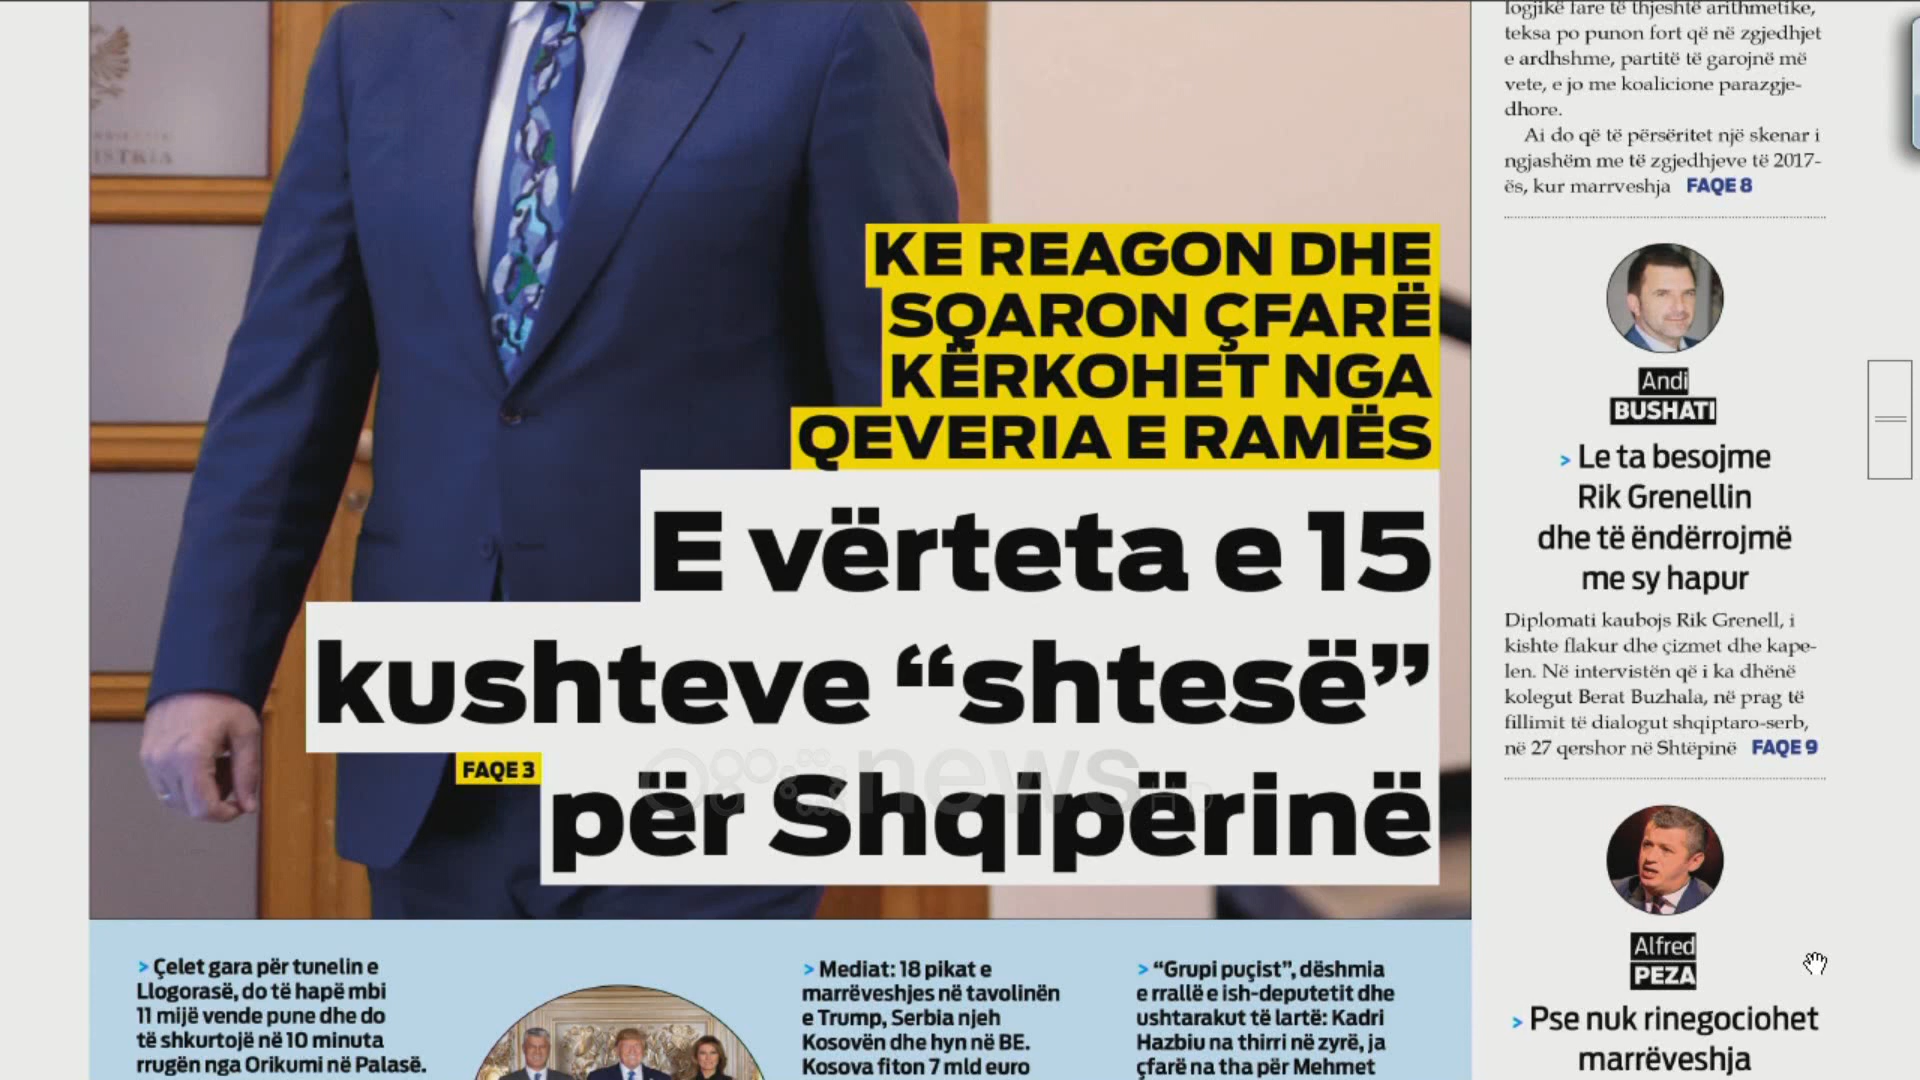 KE REAGON DHE
SQARON ÇFARË
KËRKOHET NGA
QEVERIA E RAMËS
E vërteta e 15
kushteve “shtesë”
për Shqipërinë
FAQE 3
> Çelet gara për tunelin e
Llogorasë, do të hapë mbi
11 mijë vende pune dhe do
të shkurtojë në 10 minuta
rrugën nga Orikumi në Palasë.
> Mediat: 18 pikat e
marrëveshjes në tavolinën
e Trump, Serbia njeh
Kosovën dhe hyn në BE.
Kosova fiton 7 mld euro
> “Grupi puçist”, dëshmia
e rrallë e ish-deputetit dhe
ushtarakut të lartë: Kadri
Hazbiu na thirri në zyrë, ja
çfarë na tha për Mehmet
logjikë fare të thjeshtë arithmetike,
teksa po punon fort që në zgjedhjet
e ardhshme, partitë të garojnë më
vete, e jo me koalicione parazgje-
dhore.
Ai do që të përsëritet një skenar i
ngjashëm me të zgjedhjeve të 2017-
ës, kur marrveshja FAQE 8
Andi
BUSHATI
> Le ta besojme
Rik Grenellin
dhe të ëndërrojmë
me sy hapur
Diplomati kaubojs Rik Grenell, i
kishte flakur dhe çizmet dhe kape-
len. Në intervistën që i ka dhënë
kolegut Berat Buzhala, në prag të
fillimit të dialogut shqiptaro-serb,
në 27 qershor në Shtëpinë FAQE 9
Alfred
PEZA
> Pse nuk rinegociohet
marrëveshja
news
HD